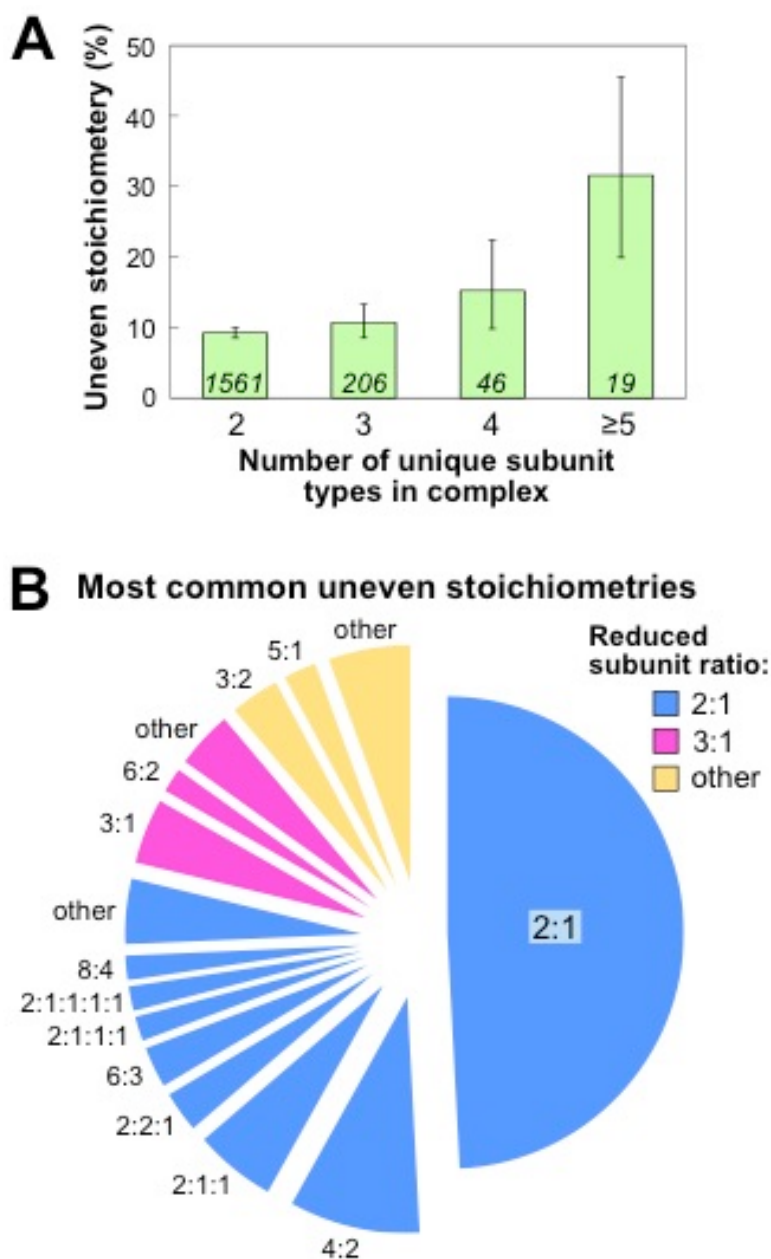 A
Uneven stoichiometery (%)
50
40
30
20
10
0
1561
206
46
19
2
3
4
≥5
Number of unique subunit
types in complex
B Most common uneven stoichiometries
Reduced
subunit ratio:
2:1
3:1
other
other
5:1
3:2
other
6:2
3:1
other
8:4
2:1:1:1:1
2:1:1:1
6:3
2:2:1
2:1:1
4:2
2:1